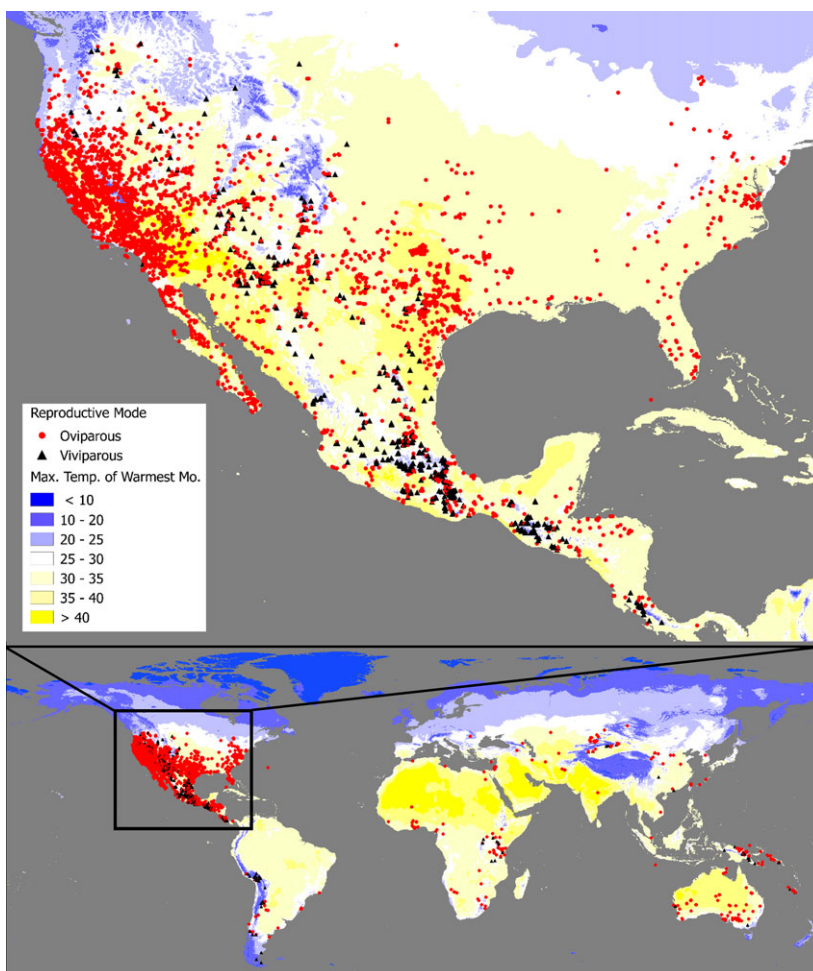 Reproductive Mode
Oviparous
Viviparous
Max. Temp. of Warmest Mo.
< 10
10 - 20
20 - 25
25 - 30
30 - 35
35 - 40
> 40